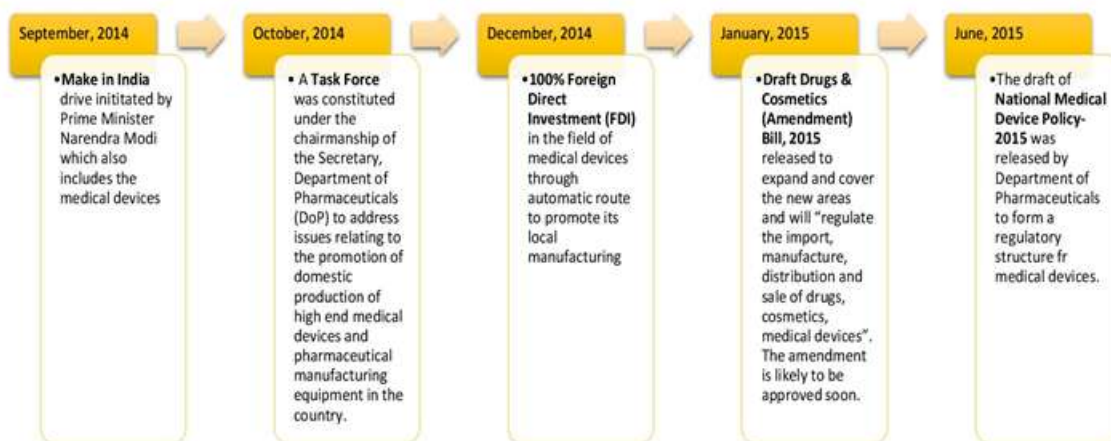 September, 2014
•Make in India
drive inititated by
Prime Minister
Narendra Modi
which also
includes the
medical devices
October, 2014
• A Task Force
was constituted
under the
chairmanship of
the Secretary,
Department of
Pharmaceuticals
(DoP) to address
issues relating to
the promotion of
domestic
production of
high end medical
devices and
pharmaceutical
manufacturing
equipment in the
country.
December, 2014
•100% Foreign
Direct
Investment (FDI)
in the field of
medical devices
through
automatic route
to promote its
local
manufacturing
January, 2015
•Draft Drugs &
Cosmetics
(Amendment)
Bill, 2015
released to
expand and cover
the new areas
and will “regulate
the import,
manufacture,
distribution and
sale of drugs,
cosmetics,
medical devices”.
The amendment
is likely to be
approved soon.
June, 2015
•The draft of
National Medical
Device Policy-
2015 was
released by
Department of
Pharmaceuticals
to form a
regulatory
structure fr
medical devices.